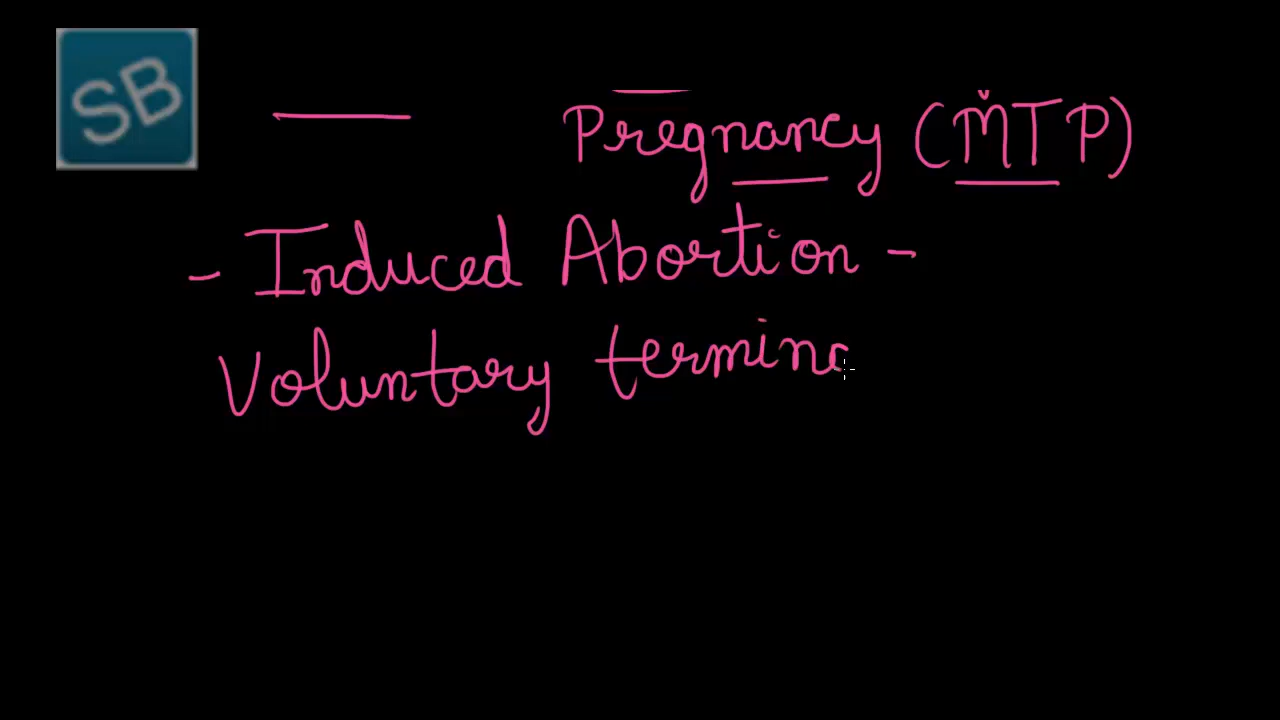 SB
Pregnancy (MTP)
- Induced Abortion -
Voluntary termina